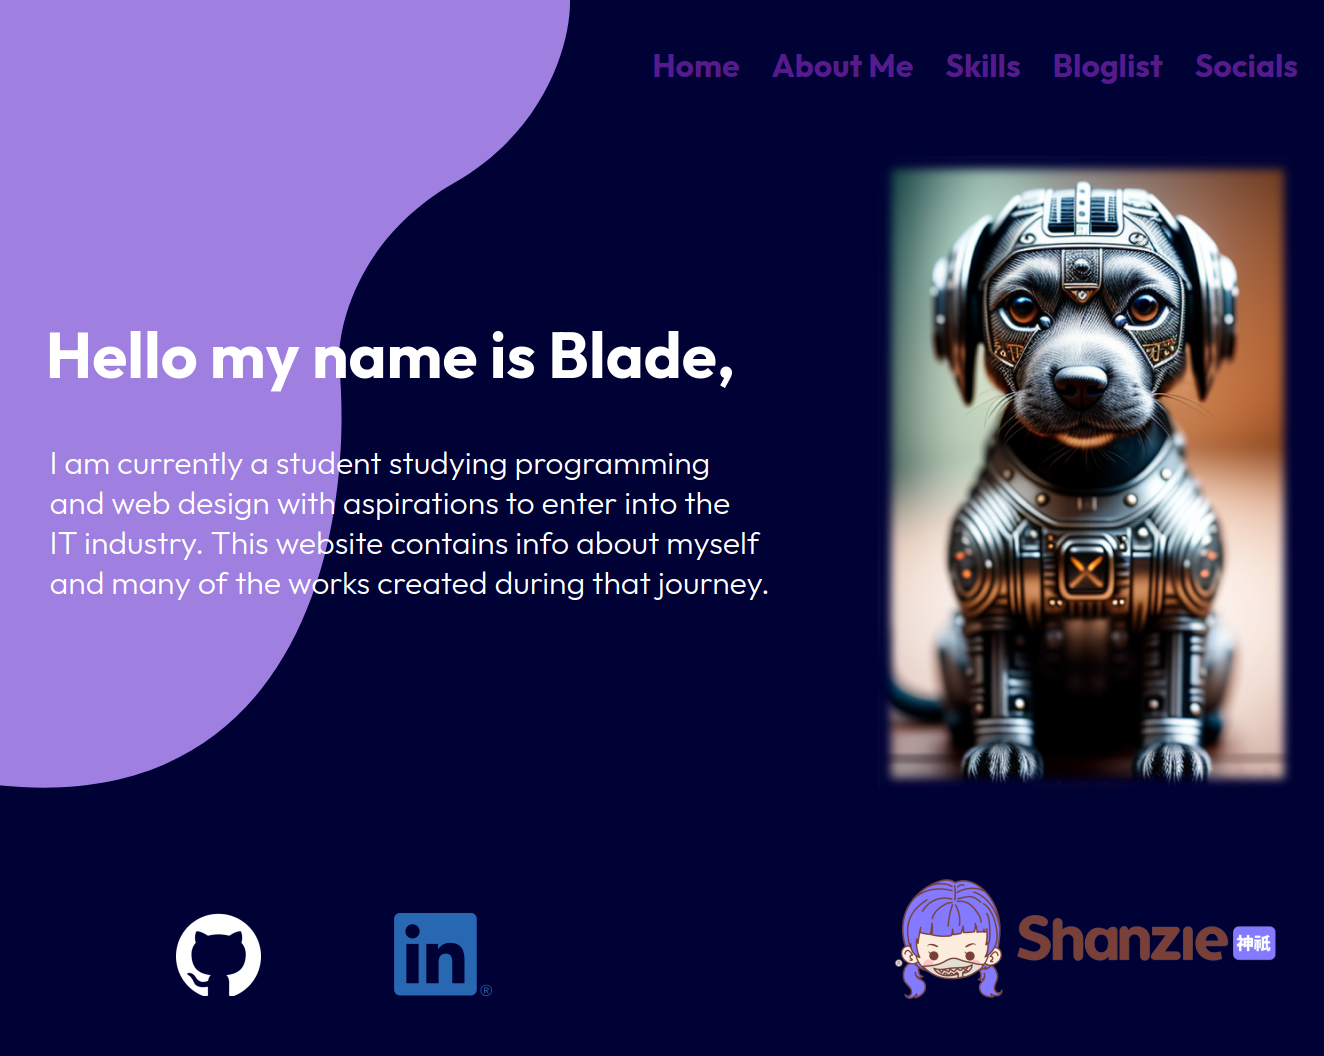 Home About Me Skills Bloglist Socials
Hello my name is Blade,
I am currently a student studying programming
and web design with aspirations to enter into the
IT industry. This website contains info about myself
and many of the works created during that journey.
in®
Shanzie 神祇